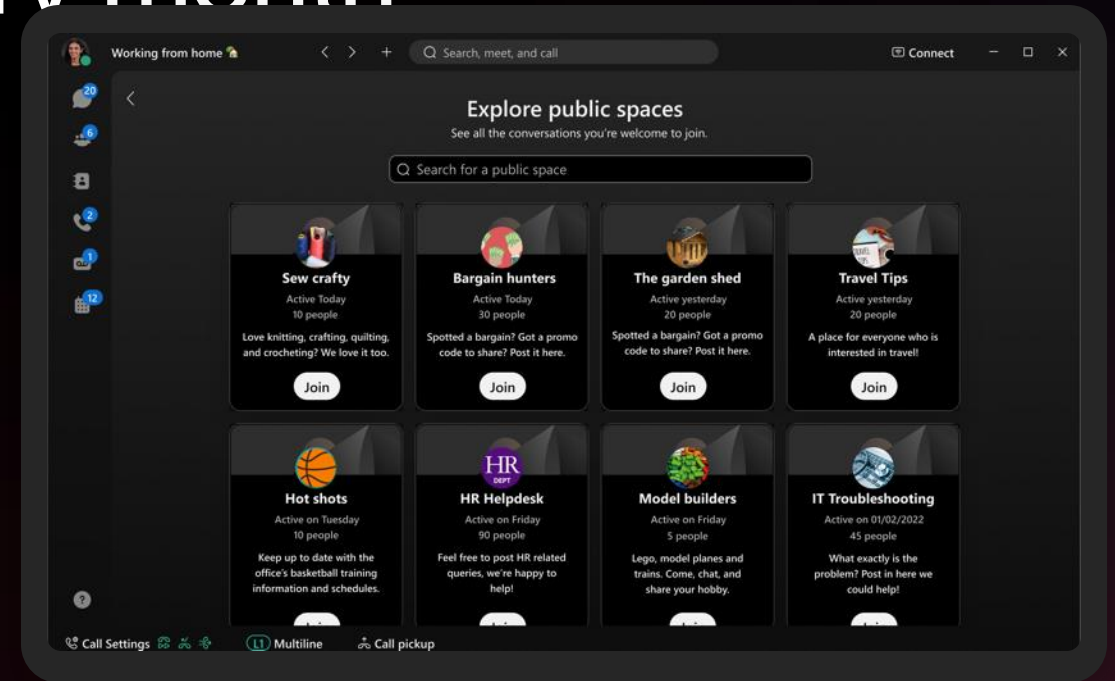 Working from home
Search, meet, and call
Connect
20
6
2
1
12
Explore public spaces
See all the conversations you're welcome to join.
Search for a public space
Sew crafty
Active Today
10 people
Love knitting, crafting, quilting,
and crocheting? We love it too.
Join
Bargain hunters
Active Today
30 people
Spotted a bargain? Got a promo
code to share? Post it here.
Join
The garden shed
Active yesterday
20 people
Spotted a bargain? Got a promo
code to share? Post it here.
Join
TRAVEL
TIPS
Travel Tips
Active yesterday
20 people
A place for everyone who is
interested in travel!
Join
Hot shots
Active on Tuesday
10 people
Keep up to date with the
office's basketball training
information and schedules.
HR
DEPT
HR Helpdesk
Active on Friday
90 people
Feel free to post HR related
queries, we're happy to
help!
Model builders
Active on Friday
5 people
Lego, model planes and
trains. Come, chat, and
share your hobby.
IT Troubleshooting
Active on 01/02/2022
45 people
What exactly is the
problem? Post in here we
could help!
?
Call Settings
L1 Multiline
Call pickup